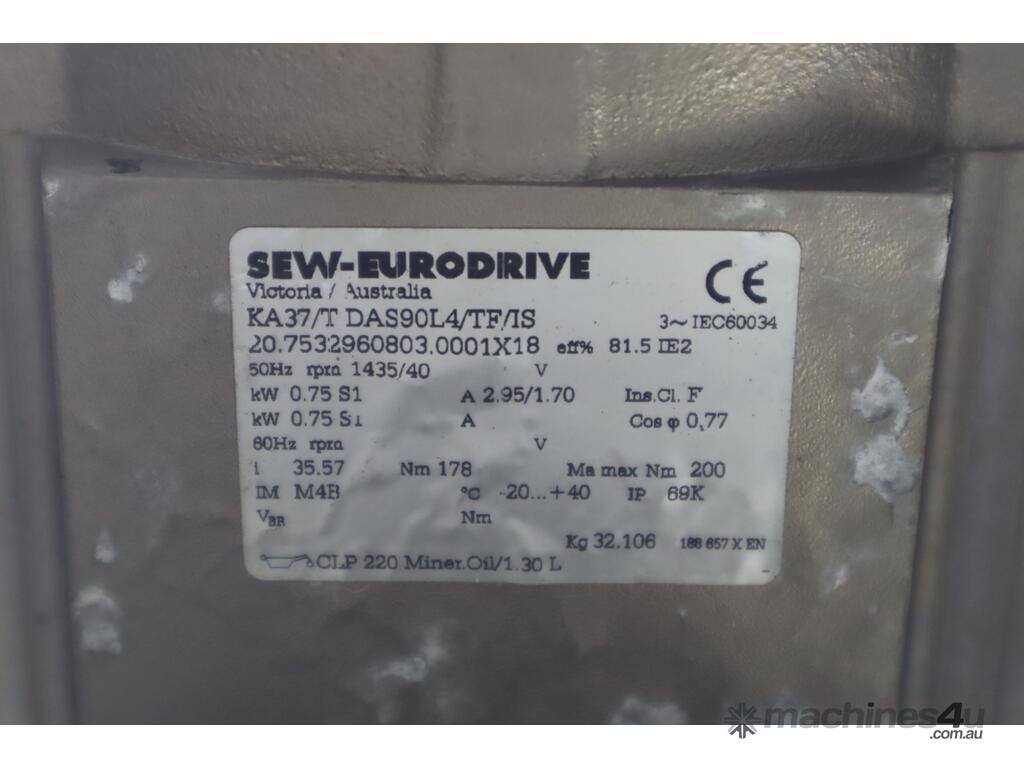 SEW-EURODRIVE
Victoria / Australia
CE
KA37/T DAS90L4/TF/IS 3~ IEC60034
20.7532960803.0001X18 eff% 81.5 IE2
50Hz rpm 1435/40 V
kW 0.75 S1 A 2.95/1.70 Ins.Cl. F
kW 0.75 S1 A Cos φ 0,77
60Hz rpm V
i 35.57 Nm 178 Ma max Nm 200
IM M4B °C -20...+40 IP 69K
VBR Nm
Kg 32.106 188 657 X EN
CLP 220 Miner.Oil/1.30 L
machines4u
.com.au